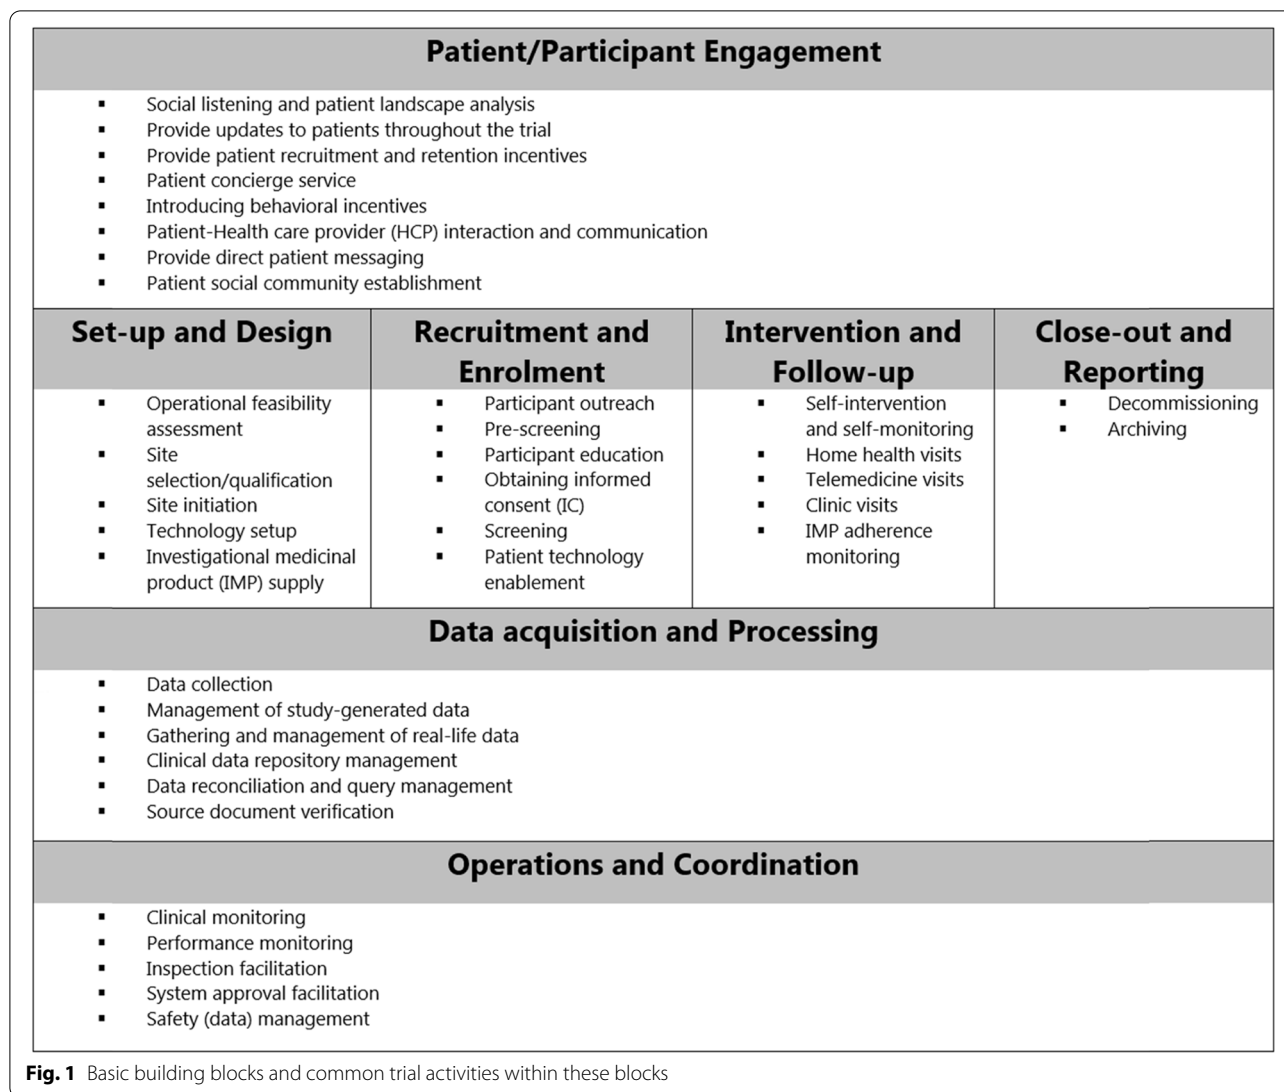 Patient/Participant Engagement
▪ Social listening and patient landscape analysis
▪ Provide updates to patients throughout the trial
▪ Provide patient recruitment and retention incentives
▪ Patient concierge service
▪ Introducing behavioral incentives
▪ Patient-Health care provider (HCP) interaction and communication
▪ Provide direct patient messaging
▪ Patient social community establishment
Set-up and Design
▪ Operational feasibility
assessment
▪ Site
selection/qualification
▪ Site initiation
▪ Technology setup
▪ Investigational medicinal
product (IMP) supply
Recruitment and
Enrolment
▪ Participant outreach
▪ Pre-screening
▪ Participant education
▪ Obtaining informed
consent (IC)
▪ Screening
▪ Patient technology
enablement
Intervention and
Follow-up
▪ Self-intervention
and self-monitoring
▪ Home health visits
▪ Telemedicine visits
▪ Clinic visits
▪ IMP adherence
monitoring
Close-out and
Reporting
▪ Decommissioning
▪ Archiving
Data acquisition and Processing
▪ Data collection
▪ Management of study-generated data
▪ Gathering and management of real-life data
▪ Clinical data repository management
▪ Data reconciliation and query management
▪ Source document verification
Operations and Coordination
▪ Clinical monitoring
▪ Performance monitoring
▪ Inspection facilitation
▪ System approval facilitation
▪ Safety (data) management
Fig. 1 Basic building blocks and common trial activities within these blocks